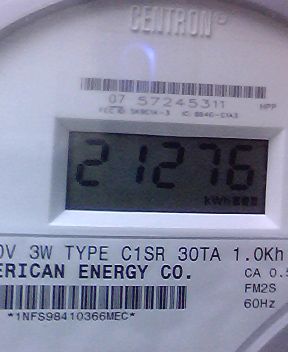 CENTRON®
07 57245311 HPP
21276
kWh
0V 3W TYPE C1SR 30TA 1.0Kh
ERICAN ENERGY CO. CA 0.5
FM2S
60Hz
*1NFS98410366MEC*